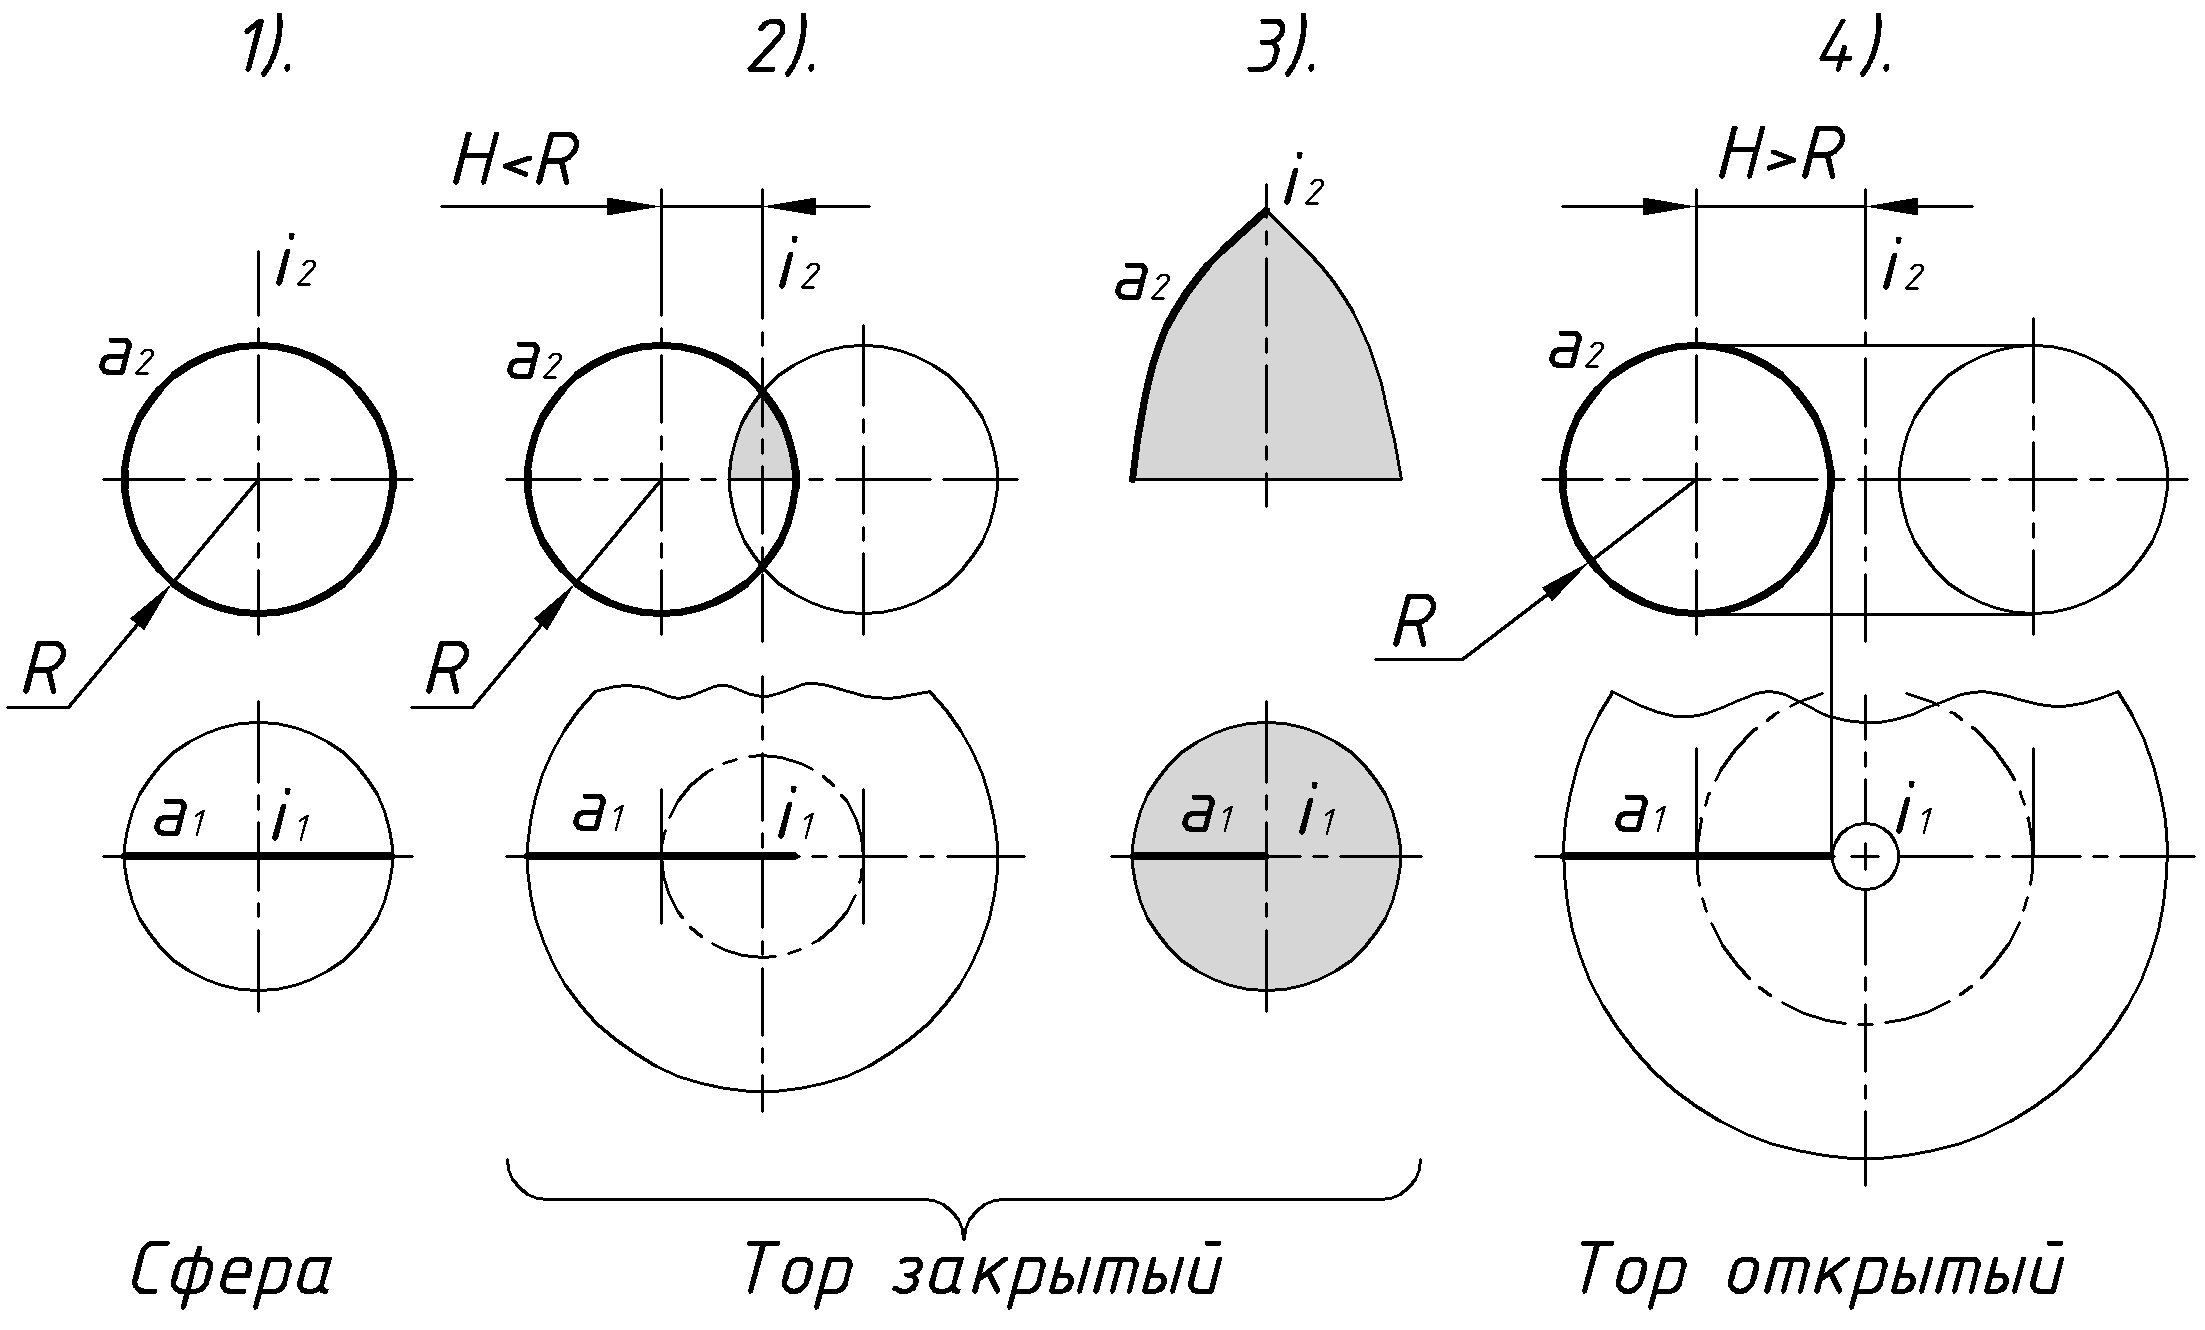 1). 2). 3). 4).
H<R H>R
i2 i2 i2 i2
a2 a2 a2 a2
R R R
a1 i1 a1 i1 a1 i1 a1 i1
Сфера Тор закрытый Тор открытый